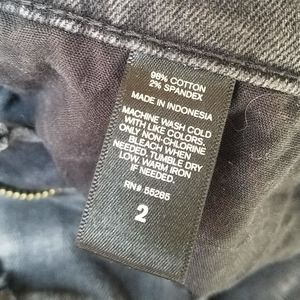 98% COTTON
2% SPANDEX
MADE IN INDONESIA
MACHINE WASH COLD
WITH LIKE COLORS.
ONLY NON-CHLORINE
BLEACH WHEN
NEEDED. TUMBLE DRY
LOW. WARM IRON
IF NEEDED.
RN# 56285
2